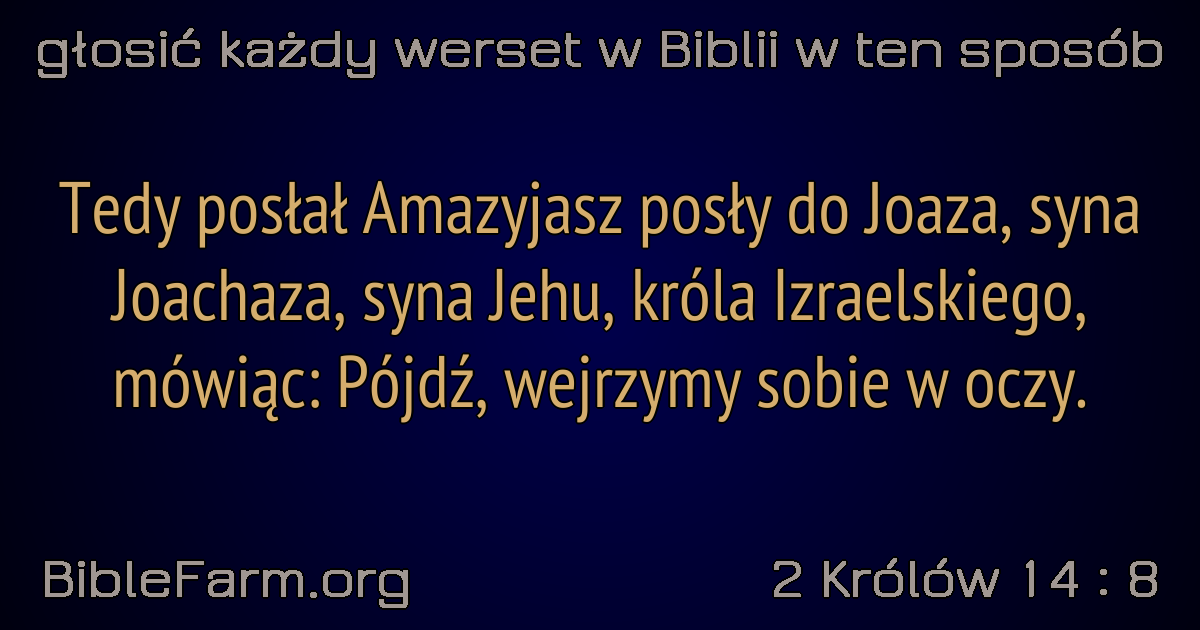 głosić każdy werset w Biblii w ten sposób
Tedy posłał Amazyjasz posły do Joaza, syna
Joachaza, syna Jehu, króla Izraelskiego,
mówiąc: Pójdź, wejrzymy sobie w oczy.
BibleFarm.org
2 Królów 14 : 8